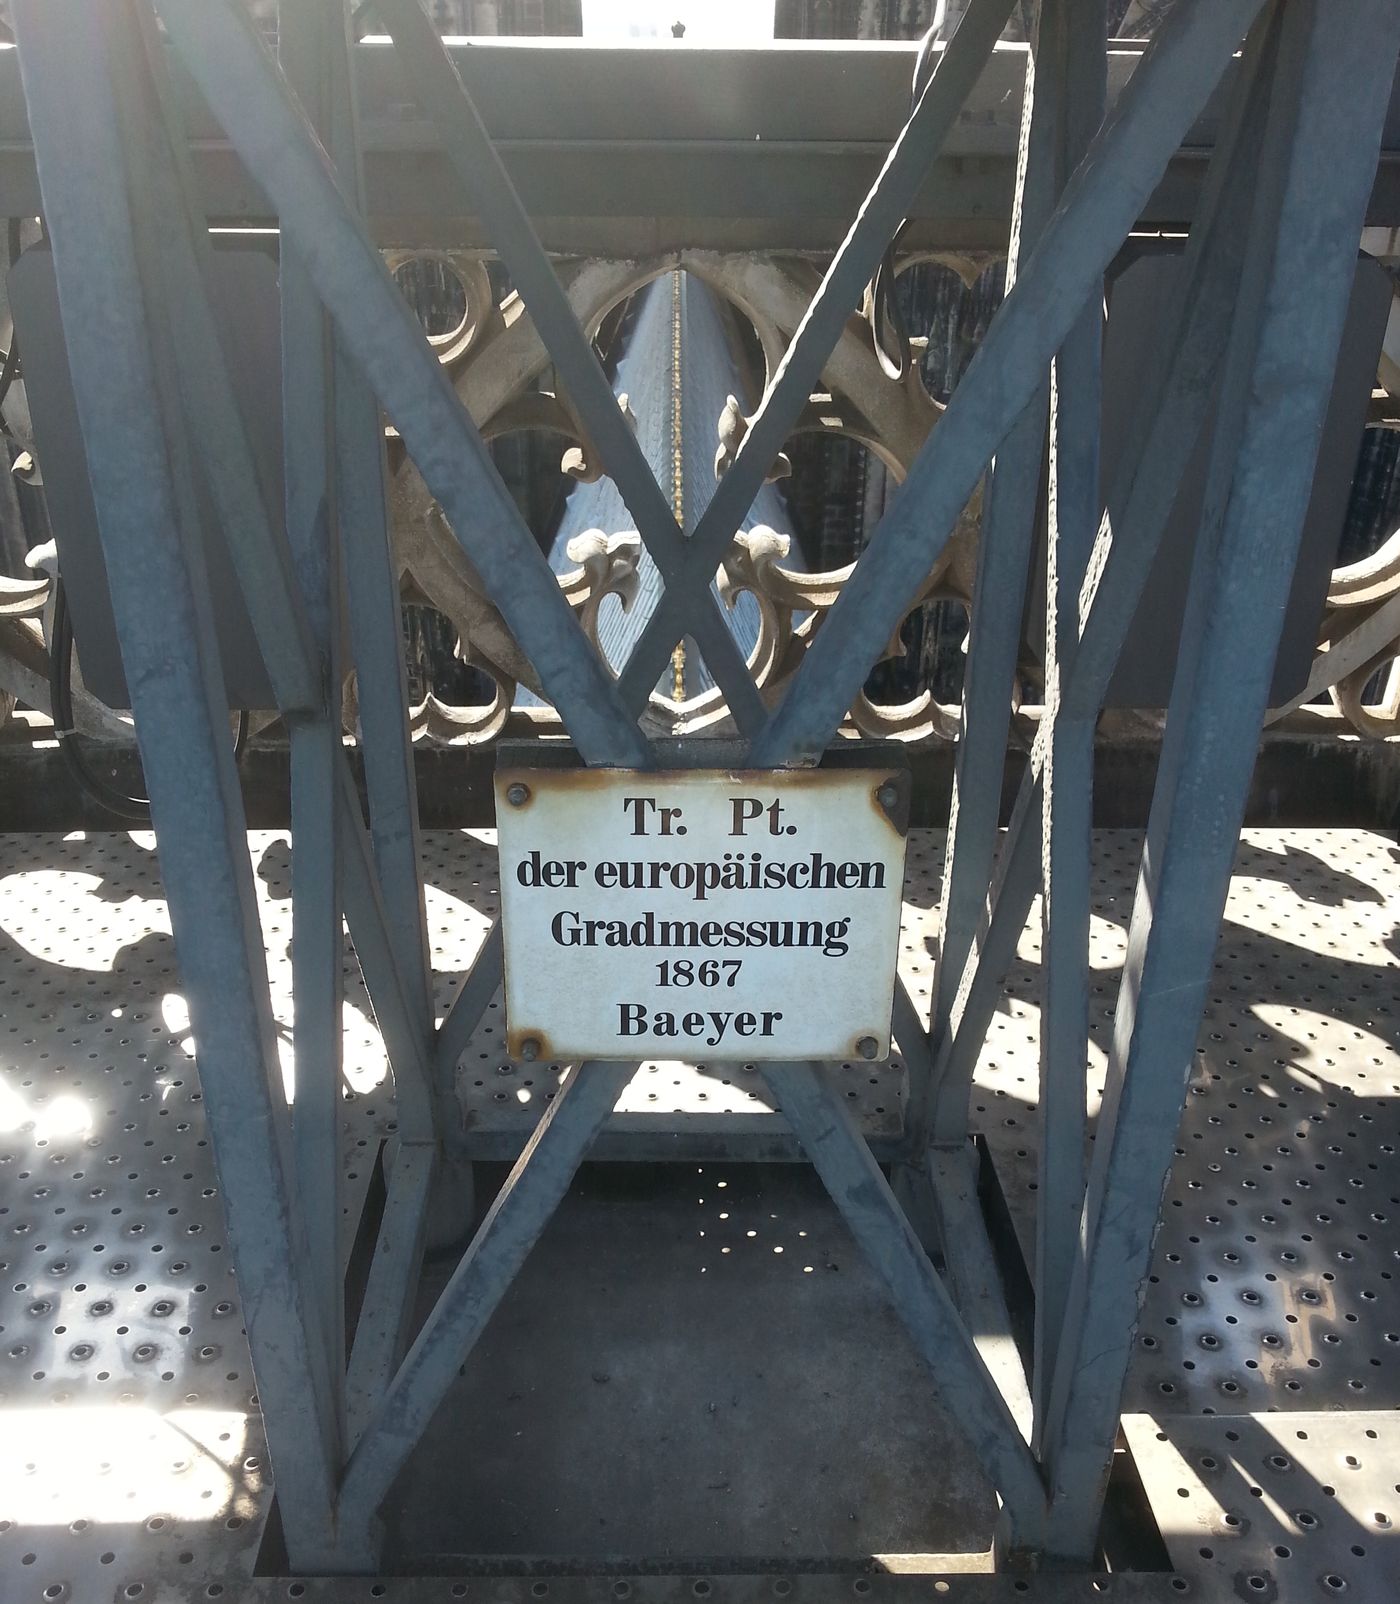 Tr. Pt.
der europäischen
Gradmessung
1867
Baeyer